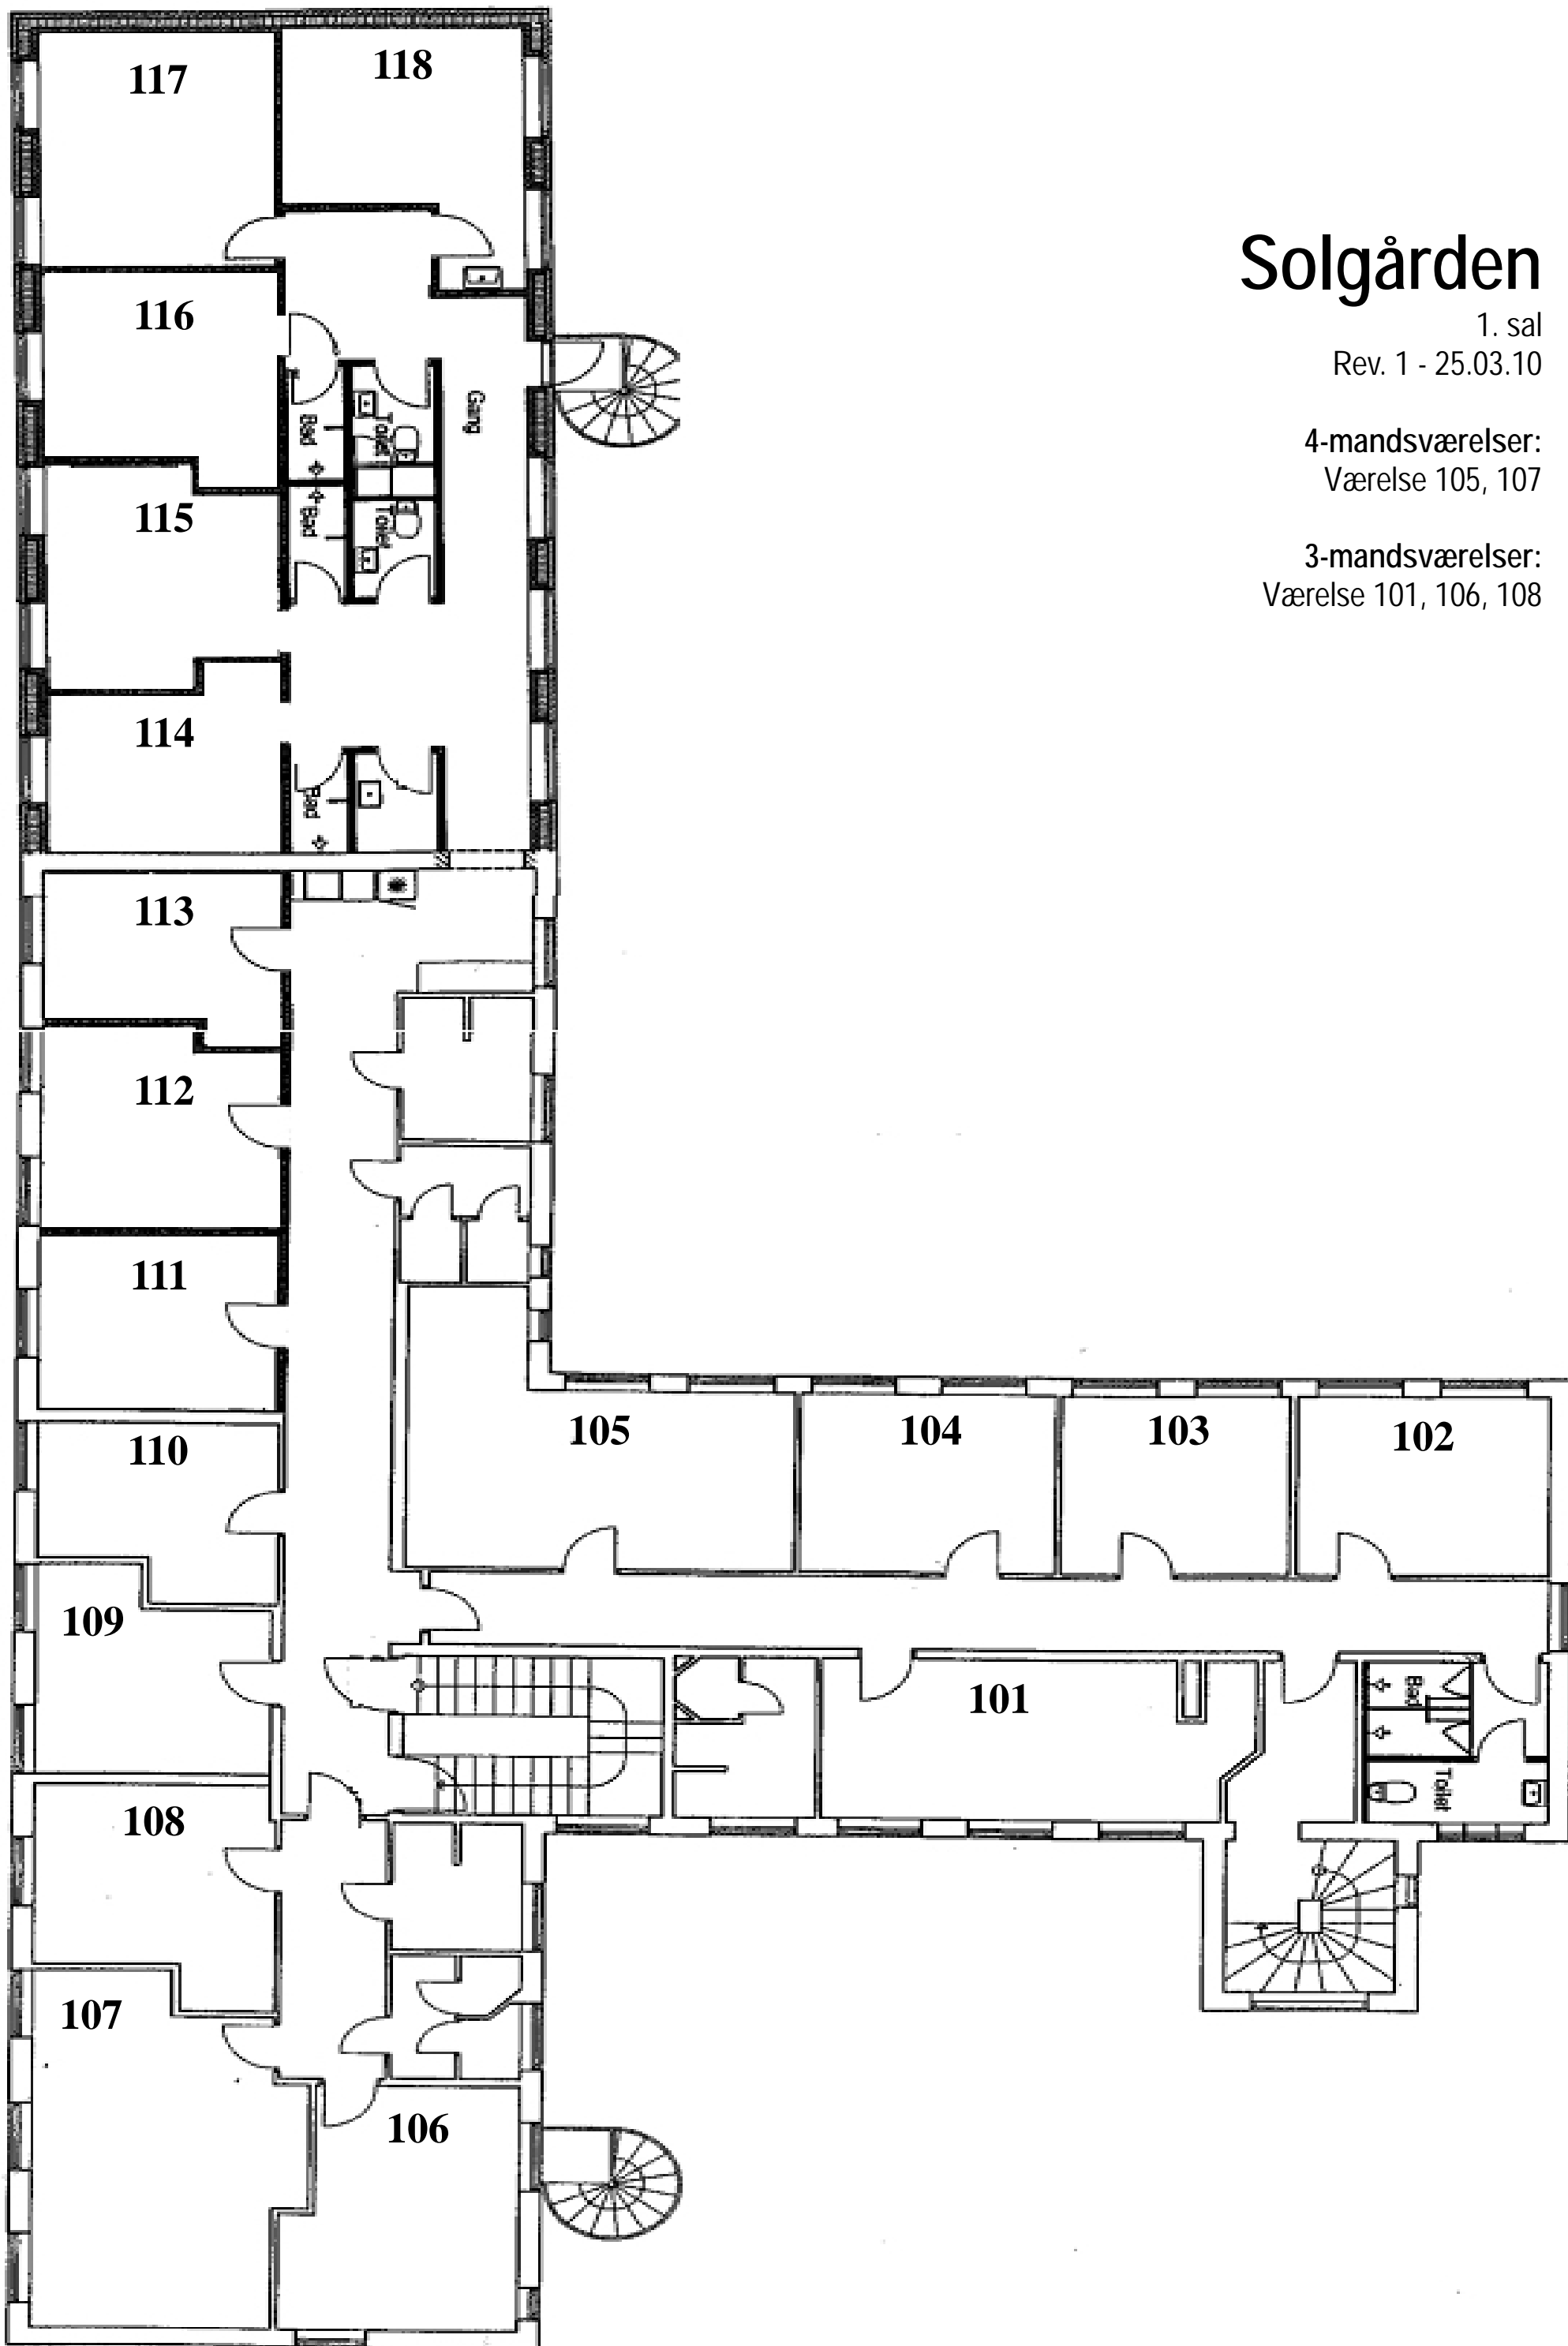 117
118
Solgården
1. sal
Rev. 1 - 25.03.10
4-mandsværelser:
Værelse 105, 107
3-mandsværelser:
Værelse 101, 106, 108
116
Gang
Bad
Toilet
115
Bad
Toilet
114
Bad
113
112
111
105
104
103
102
110
109
101
Bad
Toilet
108
107
106